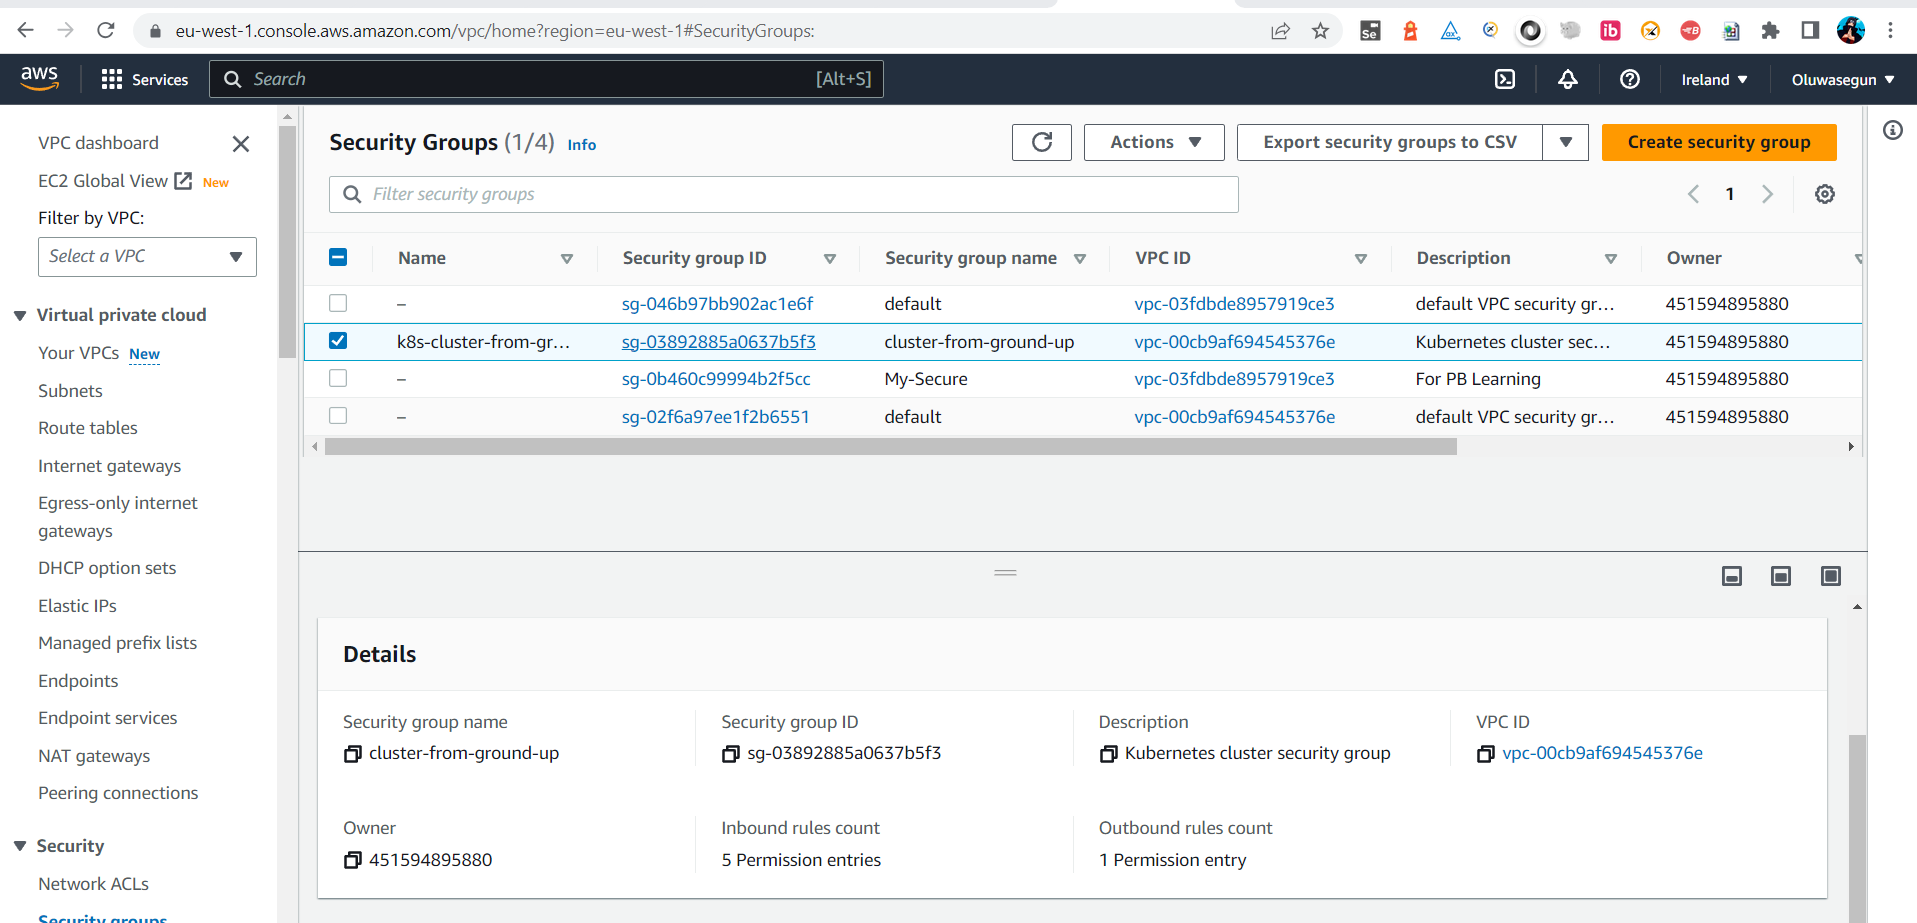 eu-west-1.console.aws.amazon.com/vpc/home?region=eu-west-1#SecurityGroups:
aws Services Search [Alt+S] Ireland Oluwasegun
VPC dashboard
EC2 Global View New
Filter by VPC:
Select a VPC
Virtual private cloud
Your VPCs New
Subnets
Route tables
Internet gateways
Egress-only internet
gateways
DHCP option sets
Elastic IPs
Managed prefix lists
Endpoints
Endpoint services
NAT gateways
Peering connections
Security
Network ACLs
Security groups
Security Groups (1/4) Info Actions Export security groups to CSV Create security group
Filter security groups 1
Name Security group ID Security group name VPC ID Description Owner
– sg-046b97bb902ac1e6f default vpc-03fdbde8957919ce3 default VPC security gr... 451594895880
k8s-cluster-from-gr... sg-03892885a0637b5f3 cluster-from-ground-up vpc-00cb9af694545376e Kubernetes cluster sec... 451594895880
– sg-0b460c99994b2f5cc My-Secure vpc-03fdbde8957919ce3 For PB Learning 451594895880
– sg-02f6a97ee1f2b6551 default vpc-00cb9af694545376e default VPC security gr... 451594895880
Details
Security group name Security group ID Description VPC ID
cluster-from-ground-up sg-03892885a0637b5f3 Kubernetes cluster security group vpc-00cb9af694545376e
Owner Inbound rules count Outbound rules count
451594895880 5 Permission entries 1 Permission entry